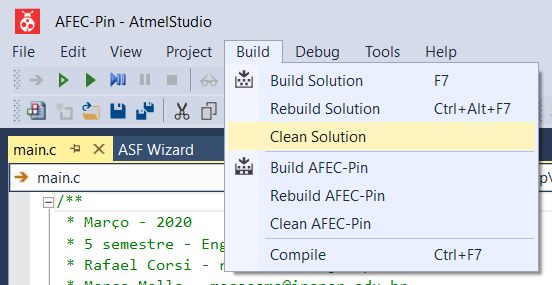 AFEC-Pin - AtmelStudio
File Edit View Project Build Debug Tools Help
Build Solution F7
Rebuild Solution Ctrl+Alt+F7
Clean Solution
Build AFEC-Pin
Rebuild AFEC-Pin
Clean AFEC-Pin
Compile Ctrl+F7
main.c ASF Wizard
main.c
/**
* Março - 2020
* 5 semestre - Eng
* Rafael Corsi - r